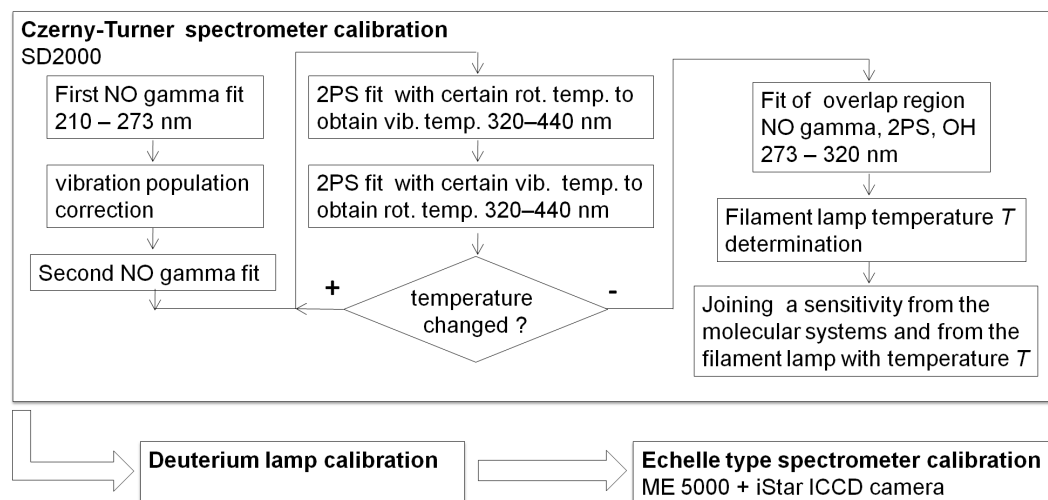 Czerny-Turner spectrometer calibration
SD2000
First NO gamma fit
210 – 273 nm
vibration population
correction
Second NO gamma fit
2PS fit with certain rot. temp. to
obtain vib. temp. 320–440 nm
2PS fit with certain vib. temp. to
obtain rot. temp. 320–440 nm
+
temperature
changed ?
-
Fit of overlap region
NO gamma, 2PS, OH
273 – 320 nm
Filament lamp temperature T
determination
Joining a sensitivity from the
molecular systems and from the
filament lamp with temperature T
Deuterium lamp calibration
Echelle type spectrometer calibration
ME 5000 + iStar ICCD camera